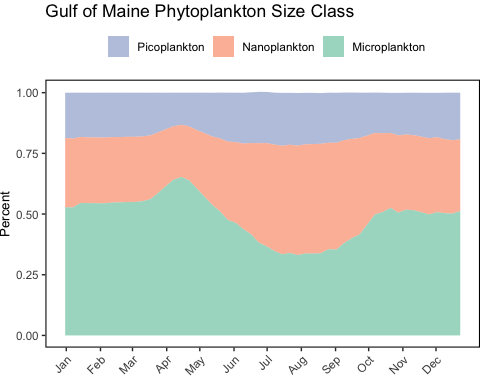 Gulf of Maine Phytoplankton Size Class
Picoplankton Nanoplankton Microplankton
Percent
1.00
0.75
0.50
0.25
0.00
Jan Feb Mar Apr May Jun Jul Aug Sep Oct Nov Dec